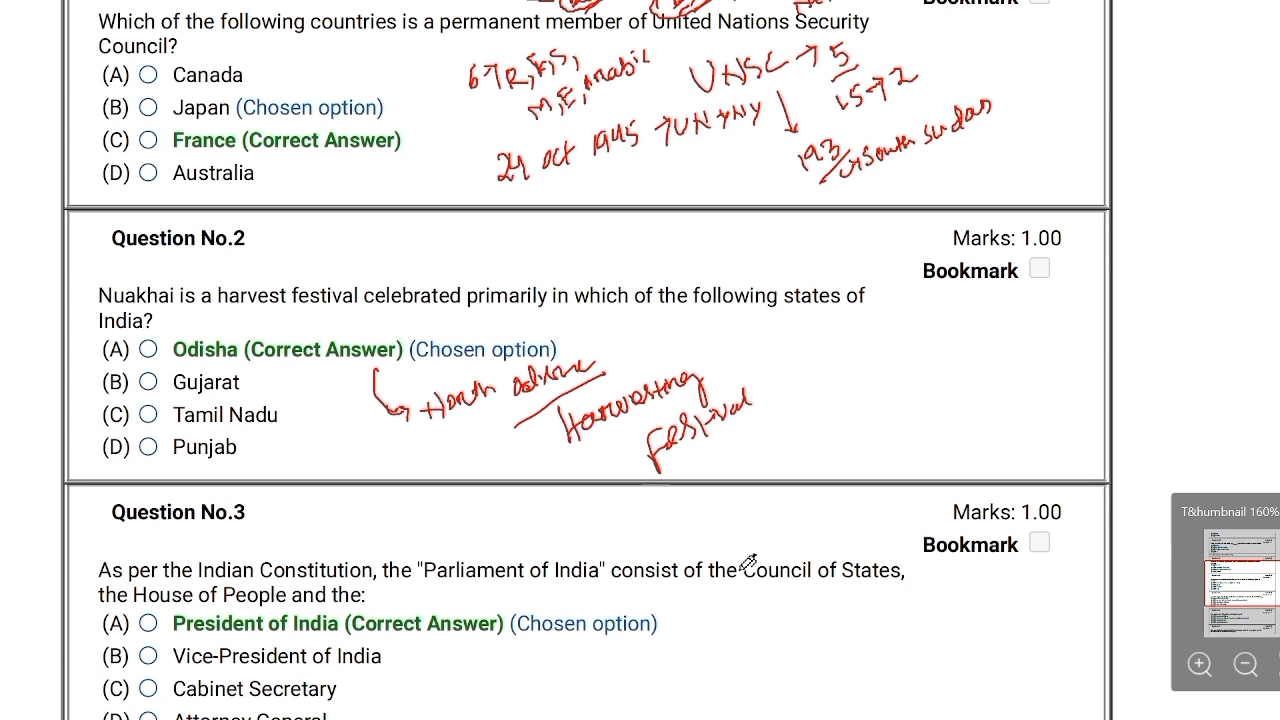 Bookmark
Which of the following countries is a permanent member of United Nations Security
Council?
(A) Canada
(B) Japan (Chosen option)
(C) France (Correct Answer)
(D) Australia
UNSC → 5
15 → 2
24 oct 1945 → UN → NY
193
→ South sudan
Question No.2
Marks: 1.00
Bookmark
Nuakhai is a harvest festival celebrated primarily in which of the following states of
India?
(A) Odisha (Correct Answer) (Chosen option)
(B) Gujarat
(C) Tamil Nadu
(D) Punjab
Harvesting
Festival
Question No.3
Marks: 1.00
Bookmark
As per the Indian Constitution, the "Parliament of India" consist of the Council of States,
the House of People and the:
(A) President of India (Correct Answer) (Chosen option)
(B) Vice-President of India
(C) Cabinet Secretary
(D) Attorney General
T&humbnail 160%